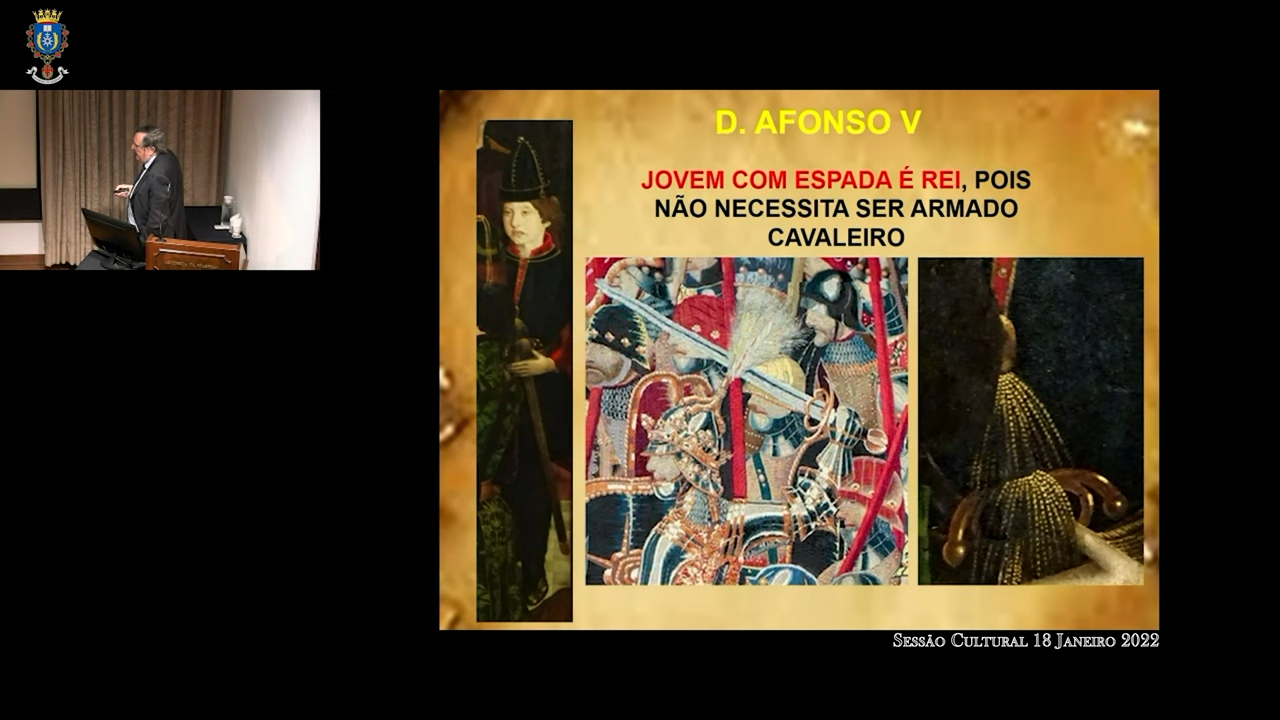 D. AFONSO V
JOVEM COM ESPADA É REI, POIS
NÃO NECESSITA SER ARMADO
CAVALEIRO
SESSÃO CULTURAL 18 JANEIRO 2022